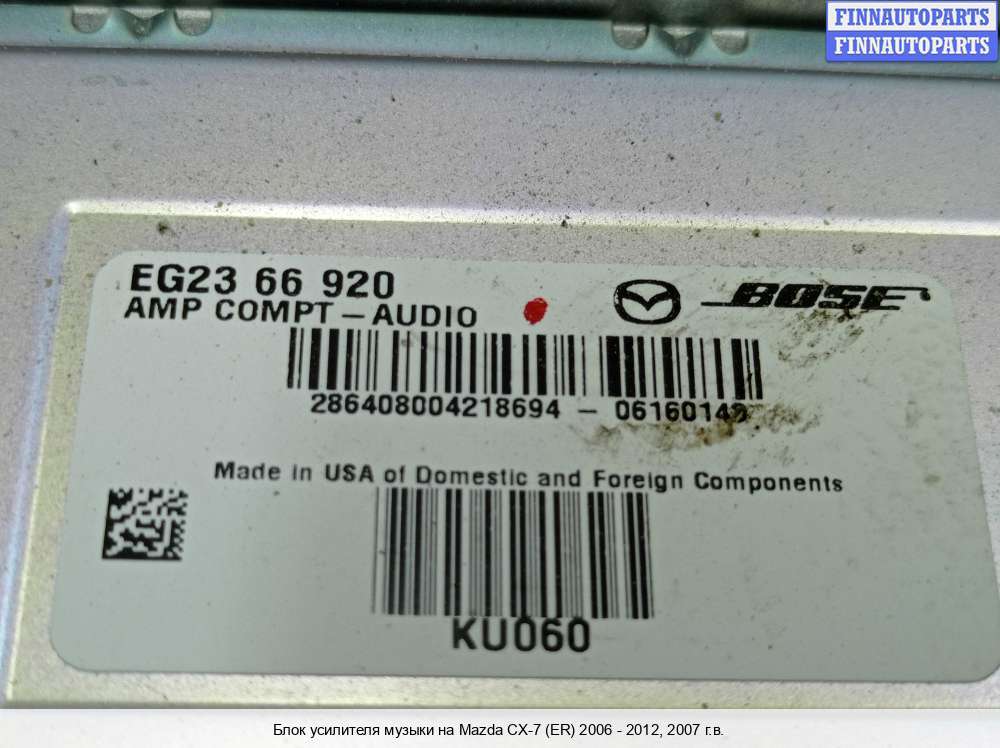 FINNAUTOPARTS
FINNAUTOPARTS
EG23 66 920
BOSE
AMP COMPT – AUDIO
286408004218694 – 06160140
Made in USA of Domestic and Foreign Components
KU060
Блок усилителя музыки на Mazda CX-7 (ER) 2006 - 2012, 2007 г.в.